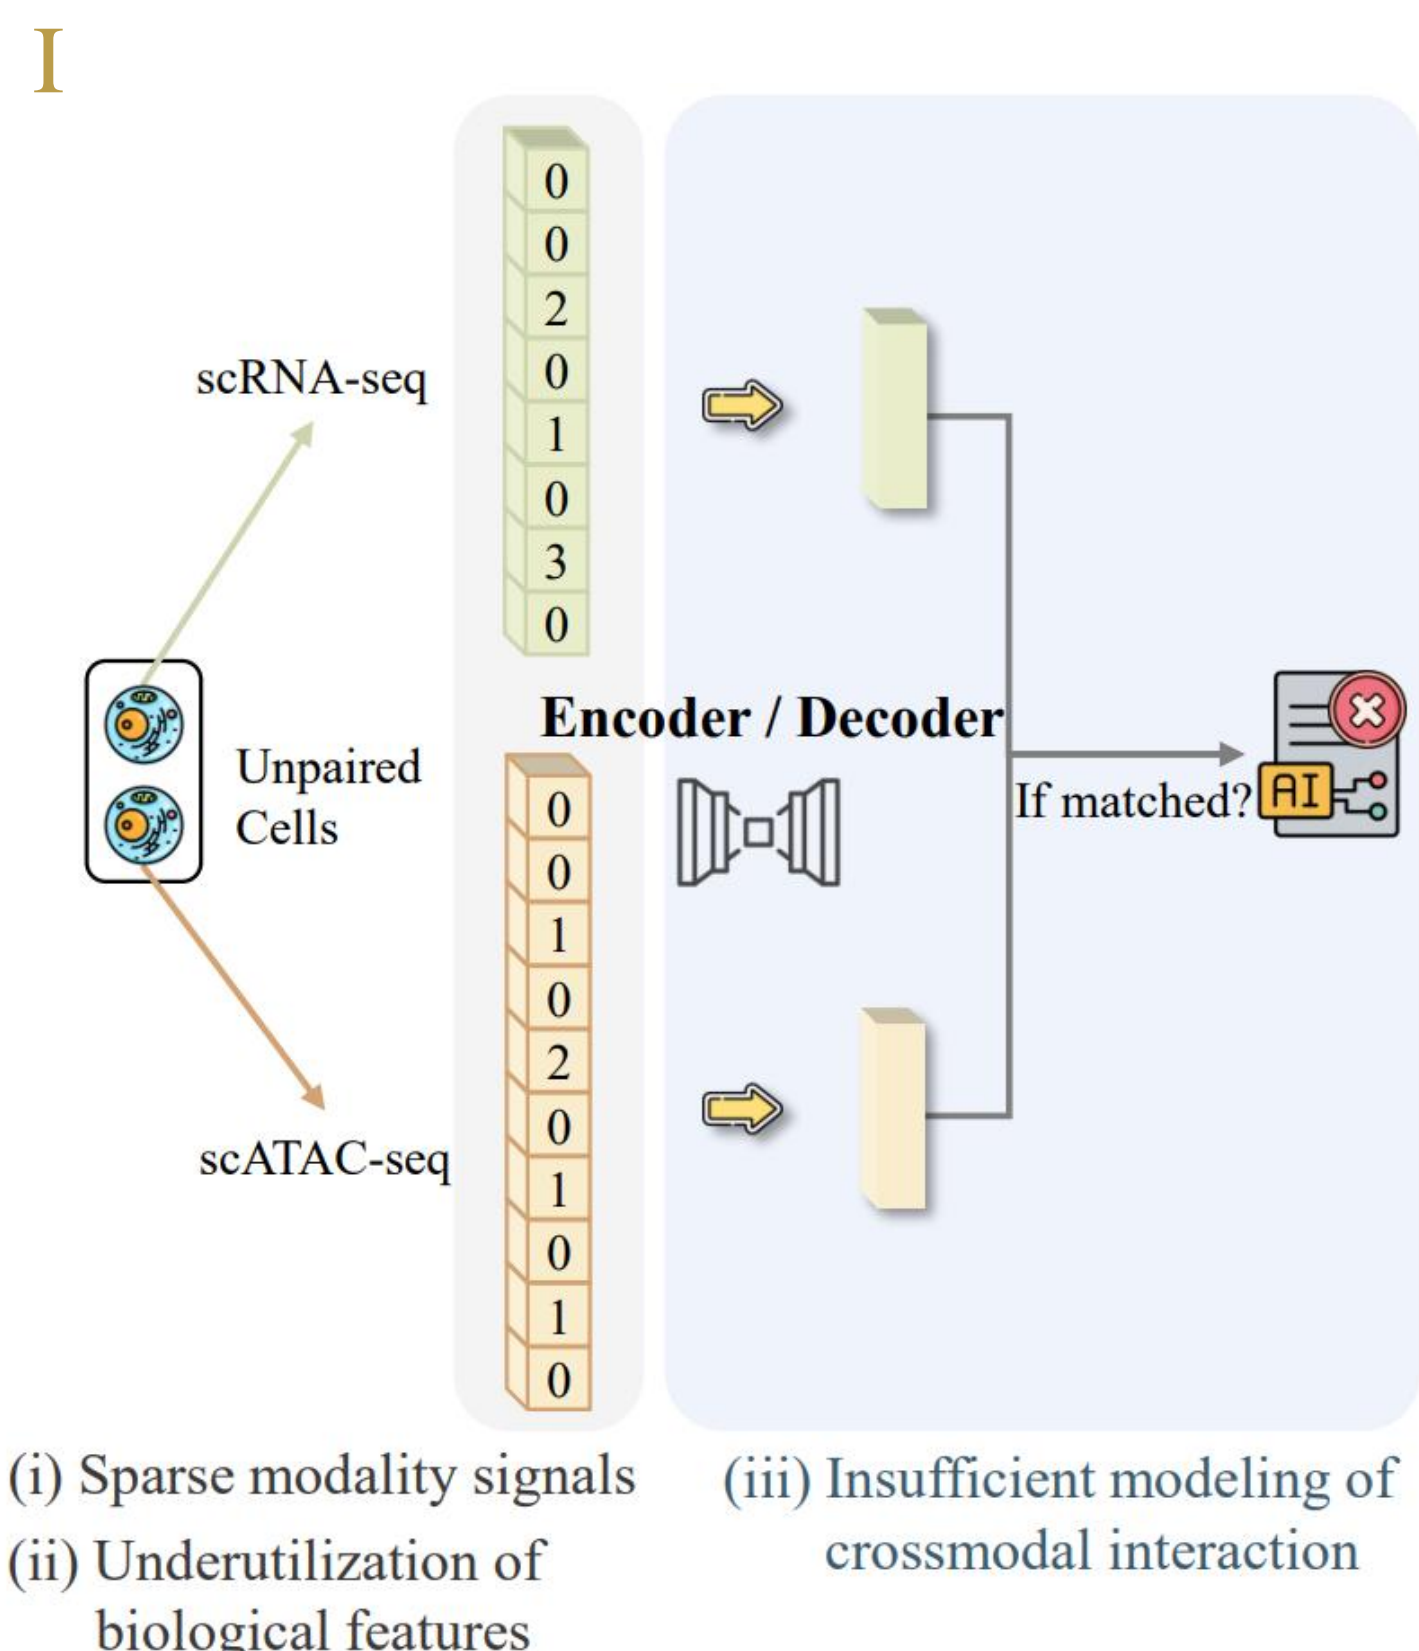 I
0
0
2
0
1
0
3
0
scRNA-seq
Encoder / Decoder
Unpaired
Cells
If matched?
AI
0
0
1
0
2
0
1
0
1
0
scATAC-seq
(i) Sparse modality signals
(ii) Underutilization of
biological features
(iii) Insufficient modeling of
crossmodal interaction